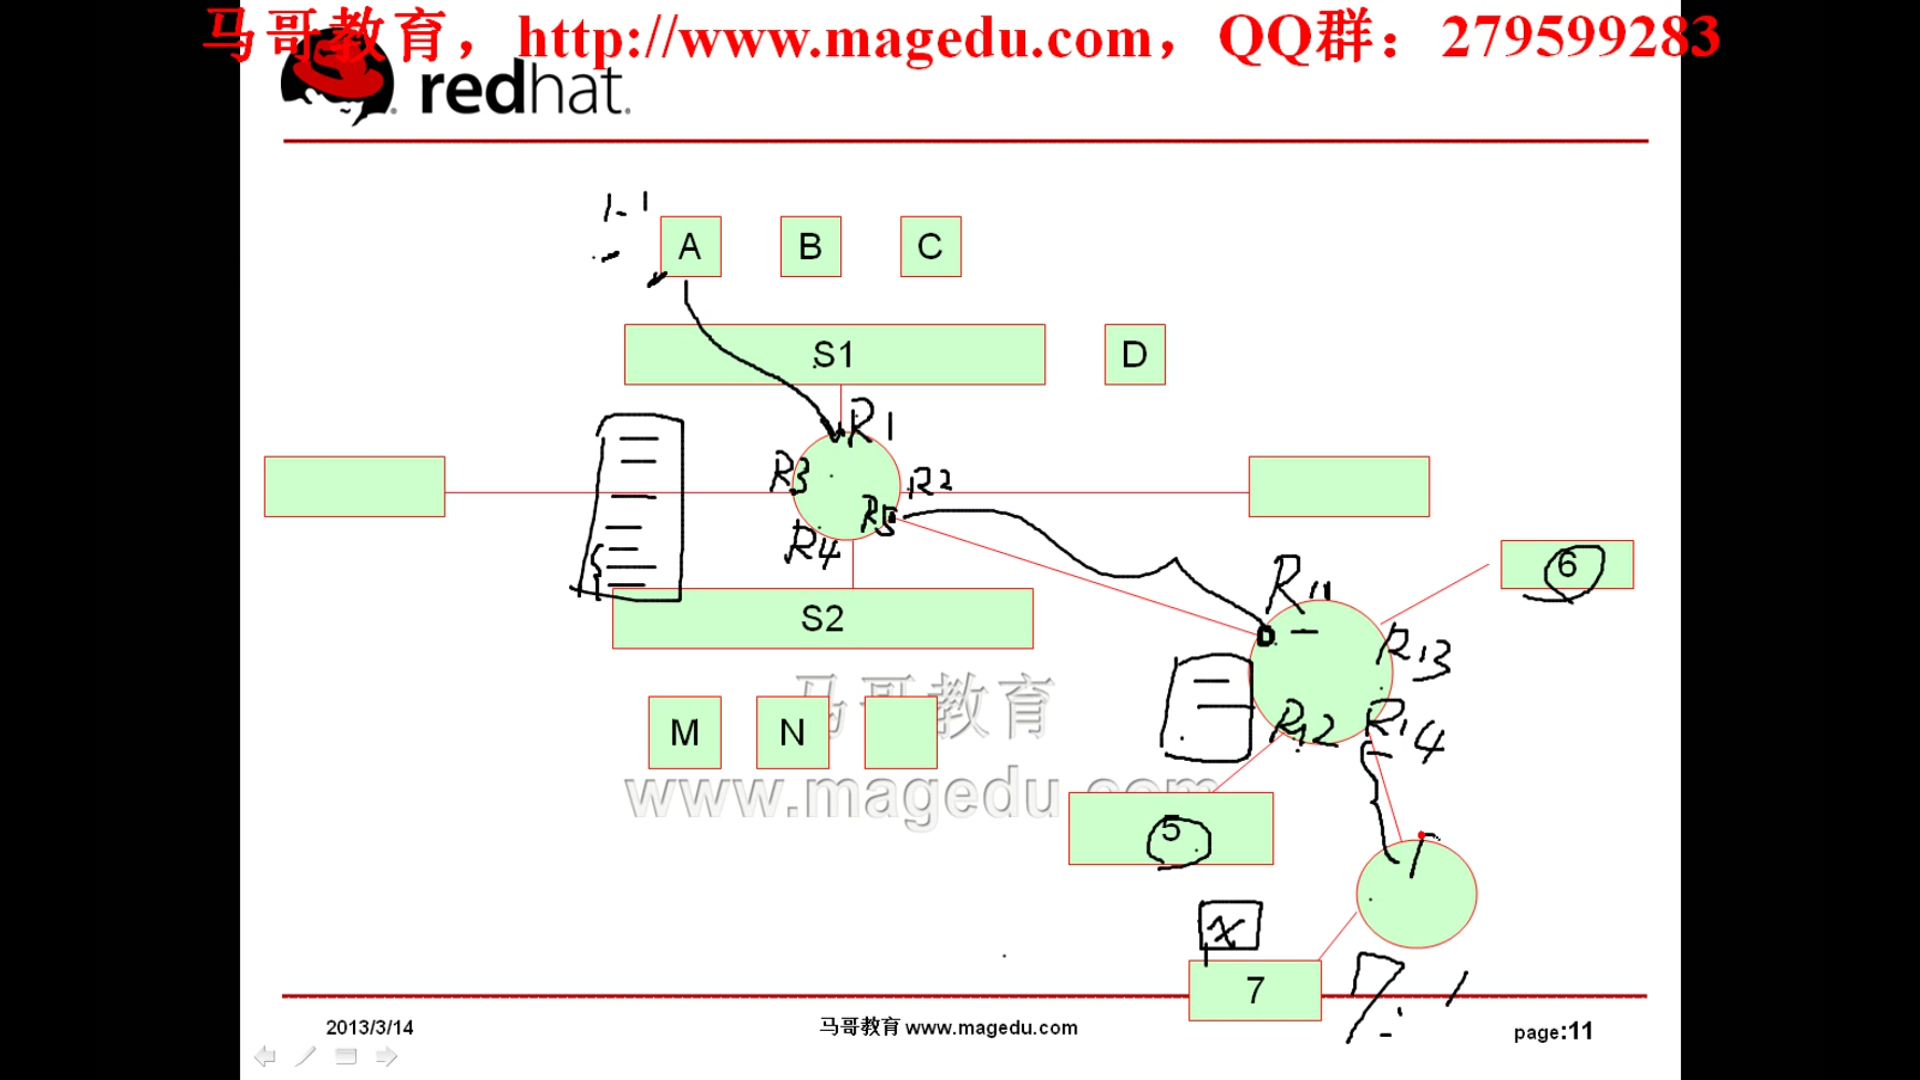 马哥教育，http://www.magedu.com，QQ群：279599283
redhat.
1-1
A B C
S1 D
R1
R3 R2
R5
R4
R11
6
S2
R13
M N
马哥教育
R12 R14
www.magedu.com
5
x
7
7-1
2013/3/14 马哥教育 www.magedu.com page:11